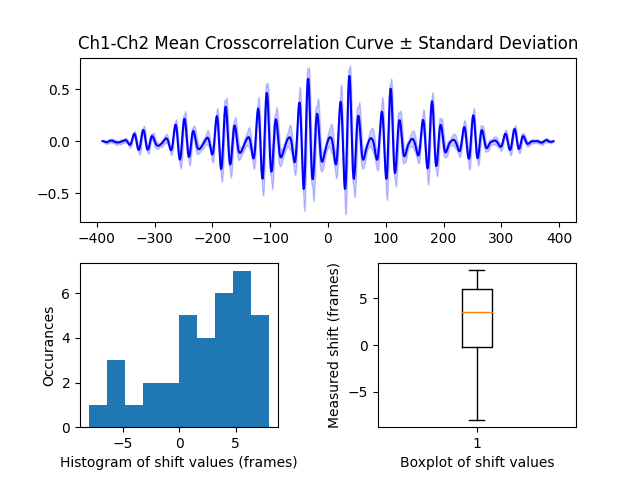 Ch1-Ch2 Mean Crosscorrelation Curve ± Standard Deviation
0.5
0.0
−0.5
−400 −300 −200 −100 0 100 200 300 400
Occurances
6
4
2
0
−5 0 5
Histogram of shift values (frames)
Measured shift (frames)
5
0
−5
1
Boxplot of shift values